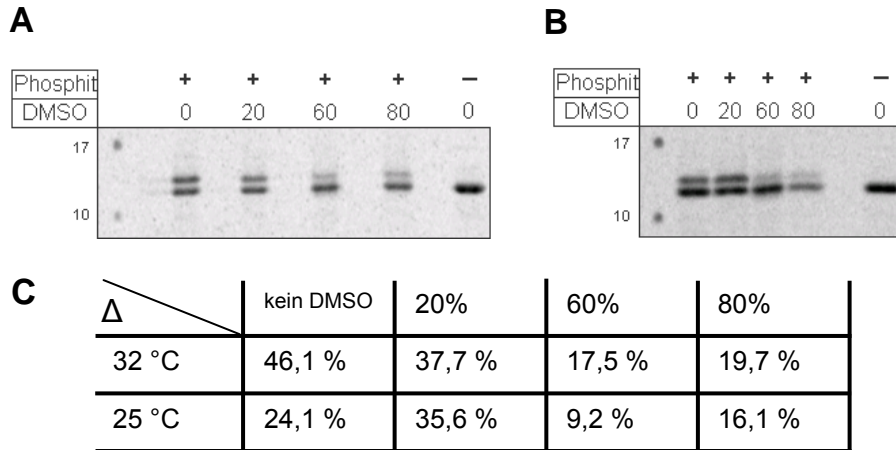 A
Phosphit + + + + –
DMSO 0 20 60 80 0
17
10
B
Phosphit + + + + –
DMSO 0 20 60 80 0
17
10
C
Δ kein DMSO 20% 60% 80%
32 °C 46,1 % 37,7 % 17,5 % 19,7 %
25 °C 24,1 % 35,6 % 9,2 % 16,1 %